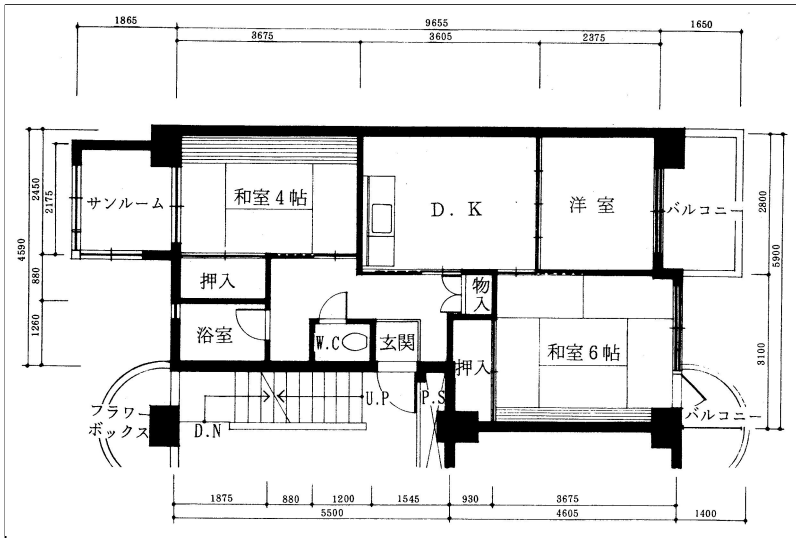 1865
9655
1650
3675
3605
2375
4590
2450
2175
880
1260
サンルーム
和室4帖
D.K
洋室
バルコニー
2800
5900
3100
押入
物入
浴室
W.C
玄関
押入
和室6帖
フラワー
ボックス
D.N
U.P
P.S
バルコニー
1875
880
1200
1545
930
3675
5500
4605
1400